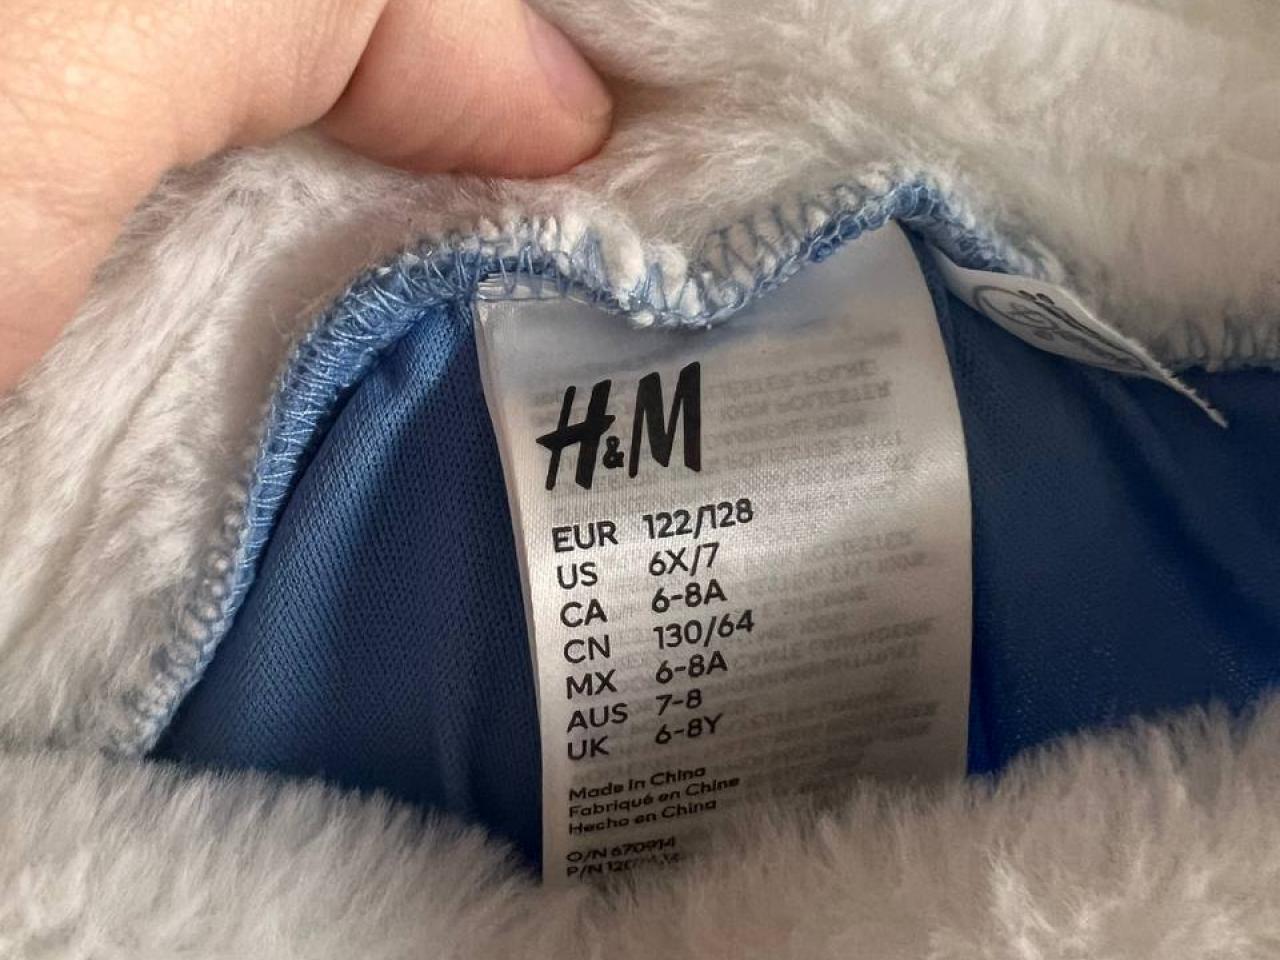 H&M
EUR 122/128
US 6X/7
CA 6-8A
CN 130/64
MX 6-8A
AUS 7-8
UK 6-8Y
Made in China
Fabriqué en Chine
Hecho en China
O/N 670914
P/N
Disney